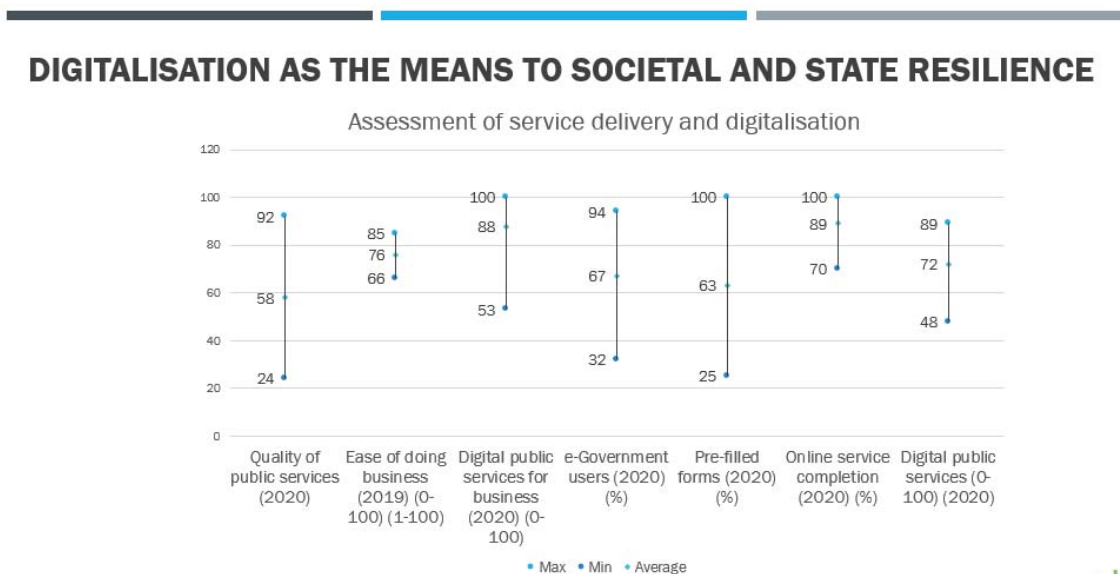 DIGITALISATION AS THE MEANS TO SOCIETAL AND STATE RESILIENCE
Assessment of service delivery and digitalisation
120
100
80
60
40
20
0
92
58
24
85
76
66
100
88
53
94
67
32
100
63
25
100
89
70
89
72
48
Quality of
public services
(2020)
Ease of doing
business
(2019) (0-
100) (1-100)
Digital public
services for
business
(2020) (0-
100)
e-Government
users (2020)
(%)
Pre-filled
forms (2020)
(%)
Online service
completion
(2020) (%)
Digital public
services (0-
100) (2020)
Max Min Average